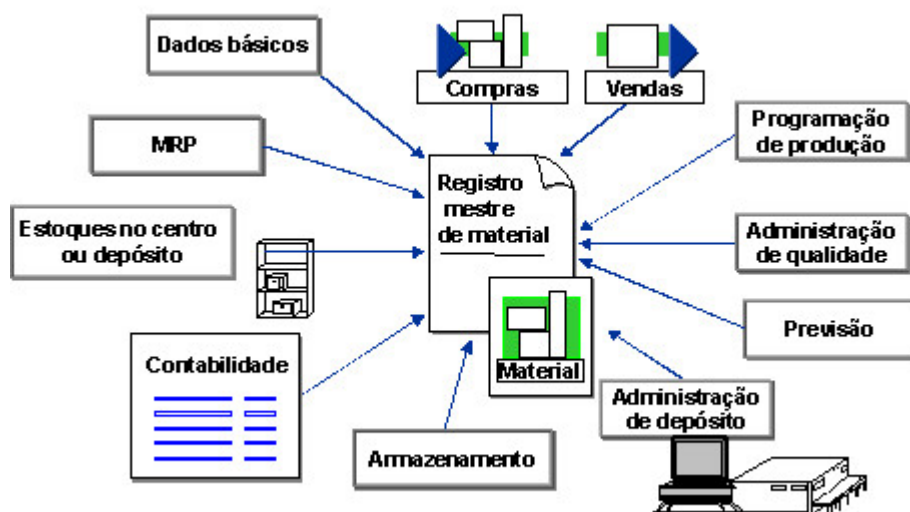 Dados básicos
Compras
Vendas
MRP
Programação
de produção
Registro
mestre
de material
Estoques no centro
ou depósito
Administração
de qualidade
Previsão
Contabilidade
Material
Administração
de depósito
Armazenamento